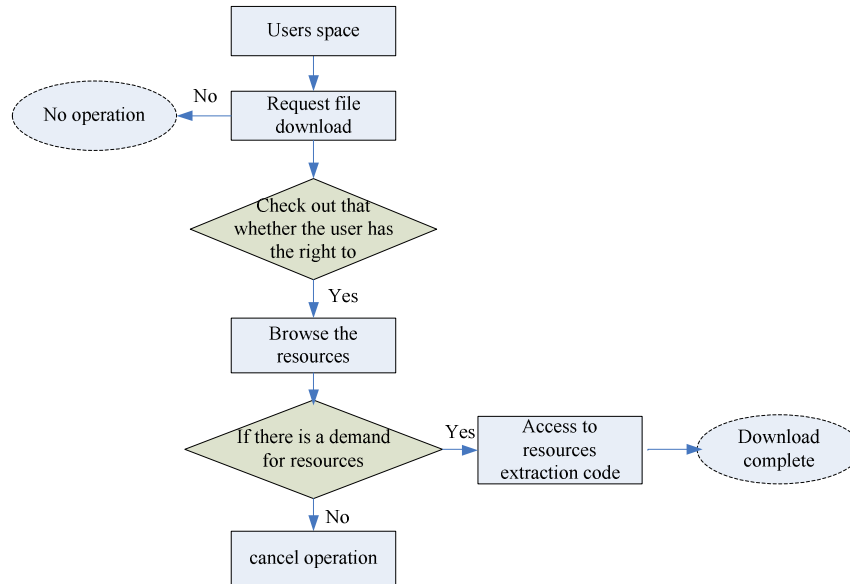 Users space
No
No operation
Request file
download
Check out that
whether the user has
the right to
Yes
Browse the
resources
If there is a demand
for resources
Yes
Access to
resources
extraction code
Download
complete
No
cancel operation